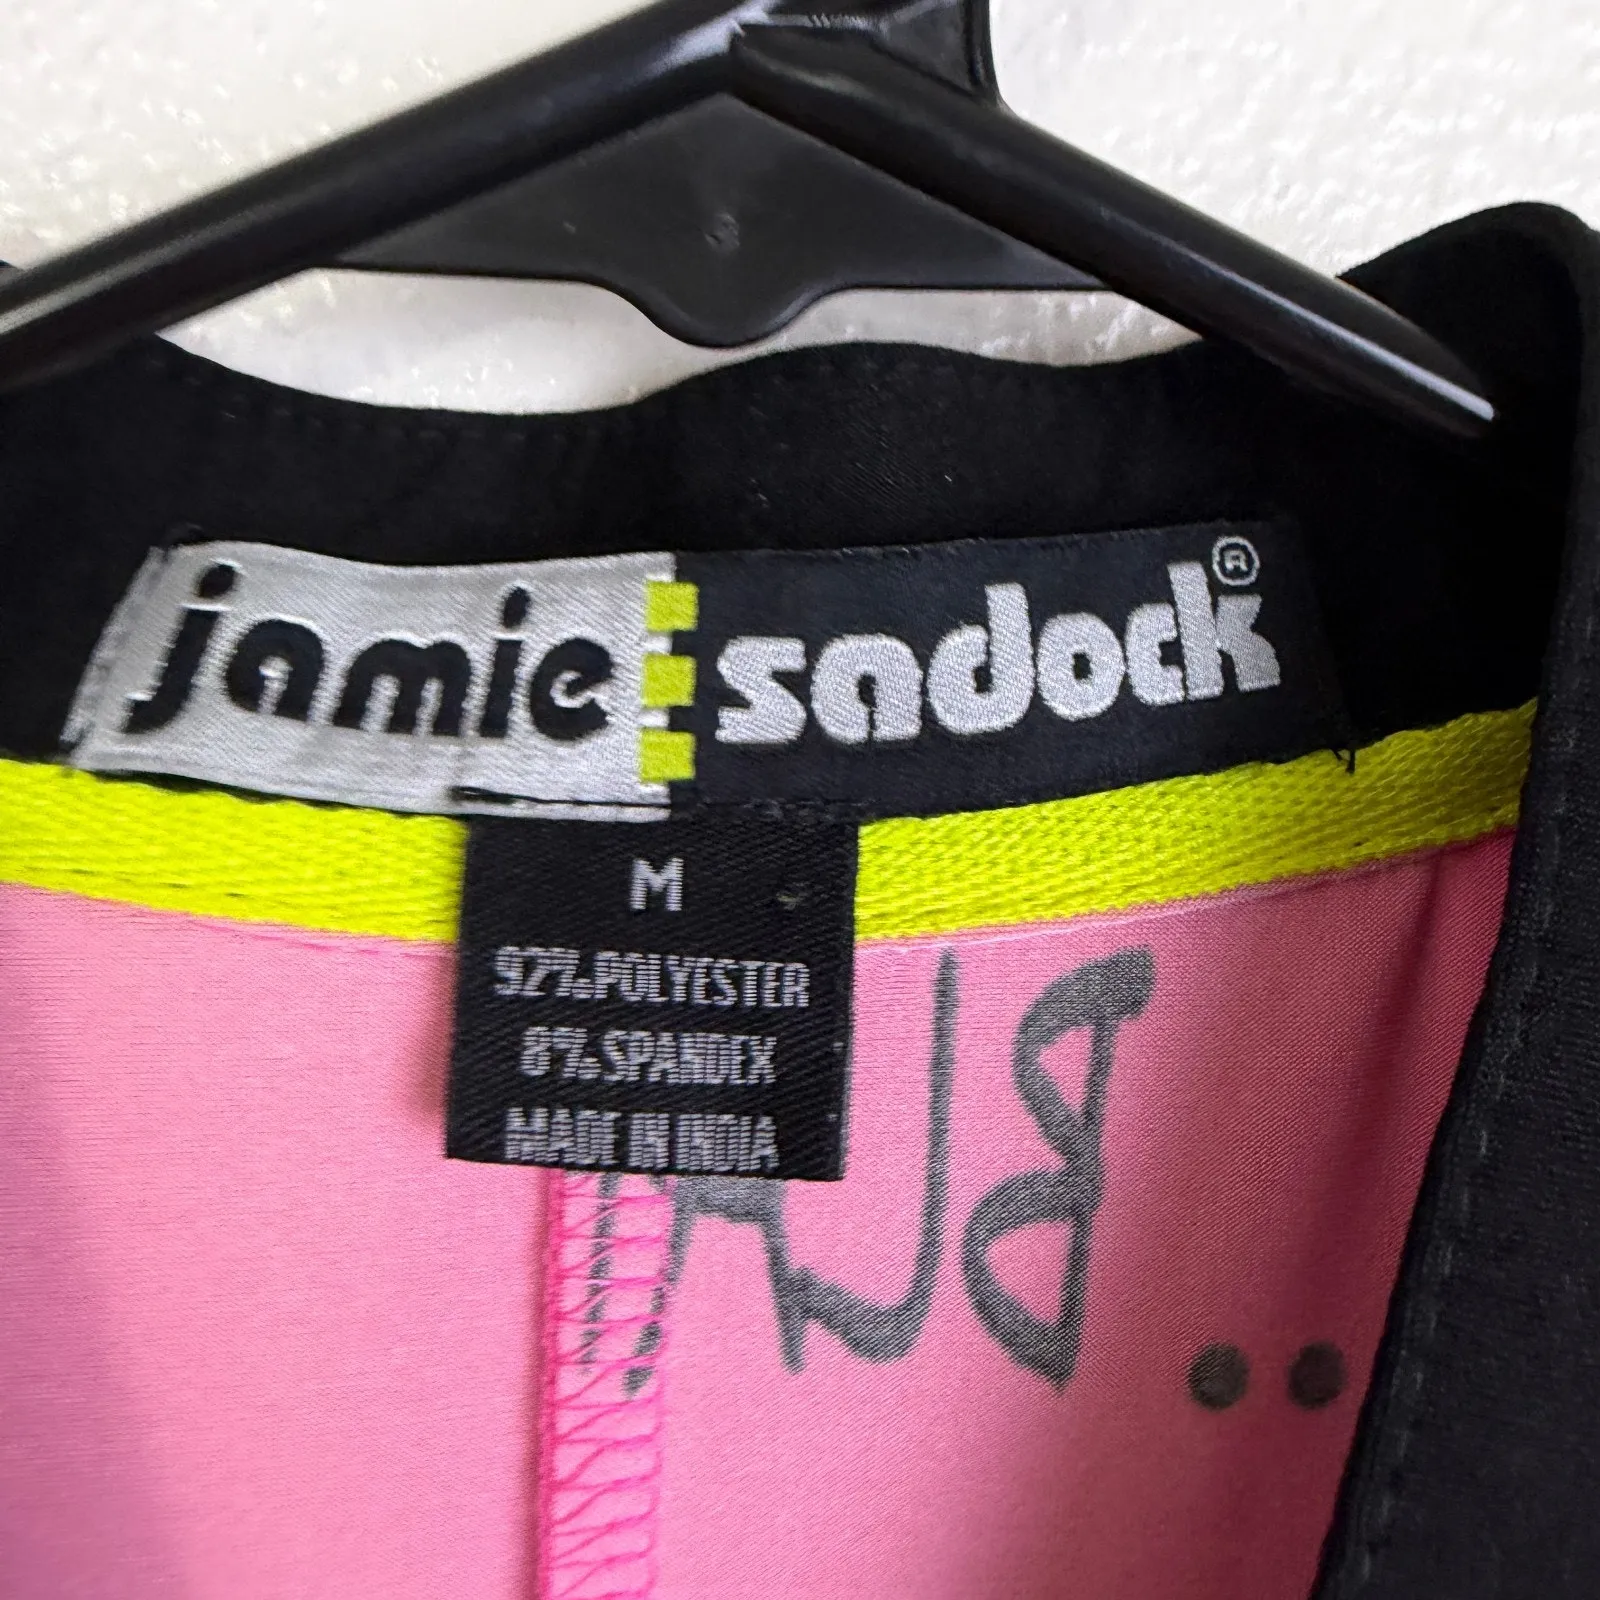 jamie sadock®
M
92% POLYESTER
8% SPANDEX
MADE IN INDIA